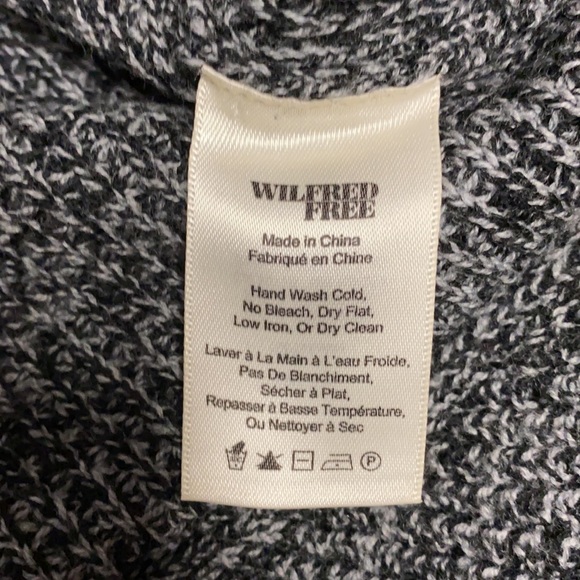 WILFRED
FREE
Made in China
Fabriqué en Chine
Hand Wash Cold,
No Bleach, Dry Flat,
Low Iron, Or Dry Clean
Laver à La Main à L'eau Froide,
Pas De Blanchiment,
Sécher à Plat,
Repasser à Basse Température,
Ou Nettoyer à Sec
P